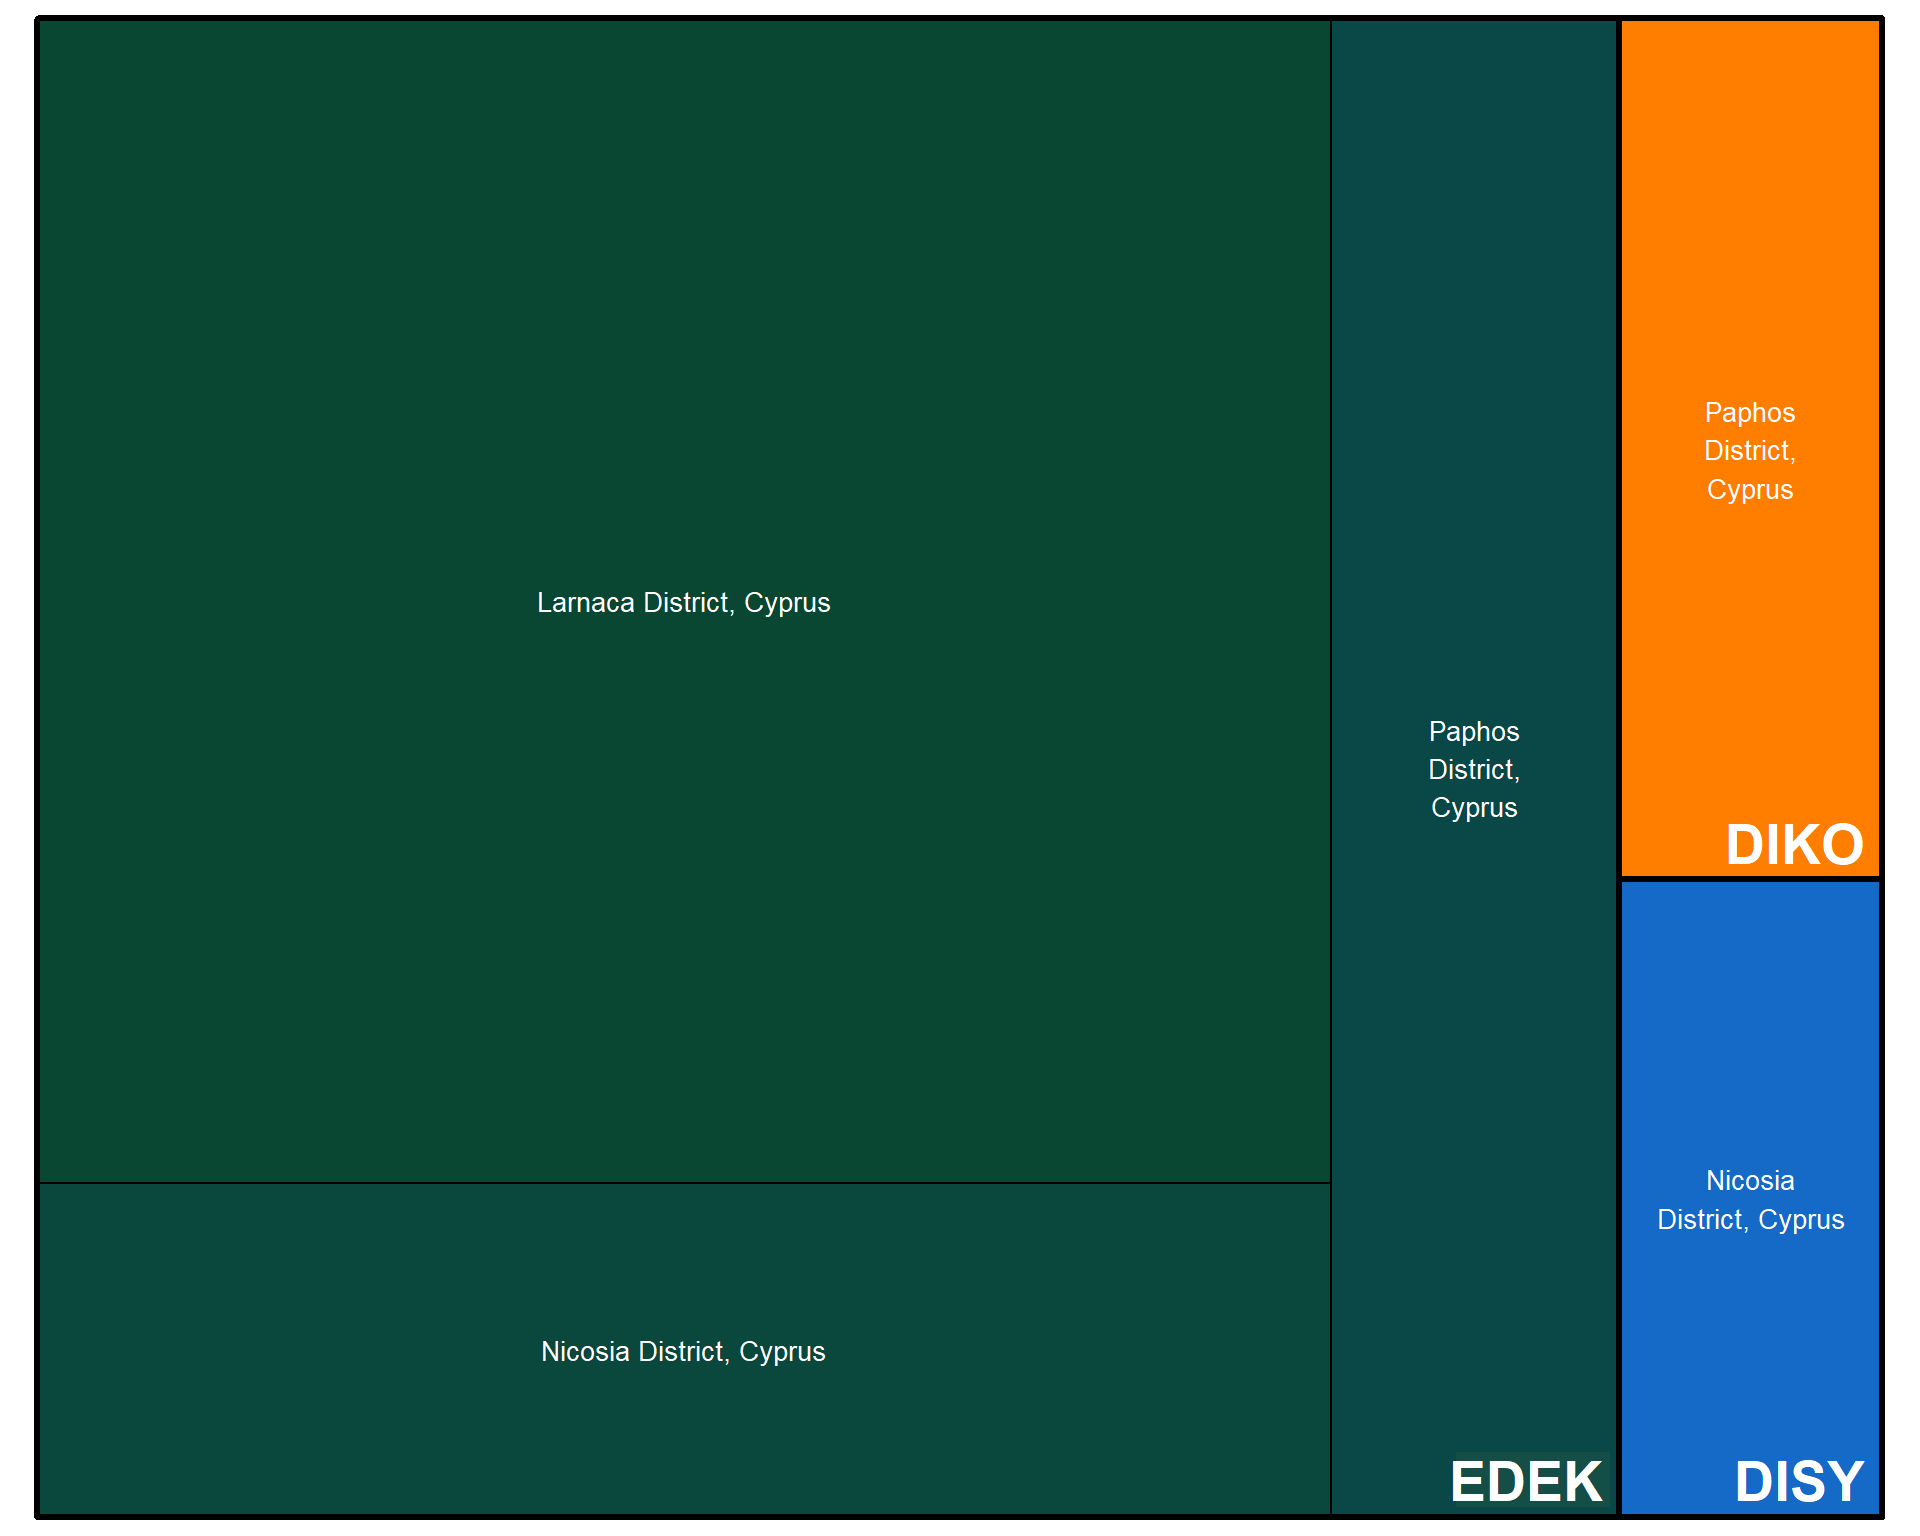 Larnaca District, Cyprus
Nicosia District, Cyprus
Paphos
District,
Cyprus
EDEK
Paphos
District,
Cyprus
DIKO
Nicosia
District, Cyprus
DISY